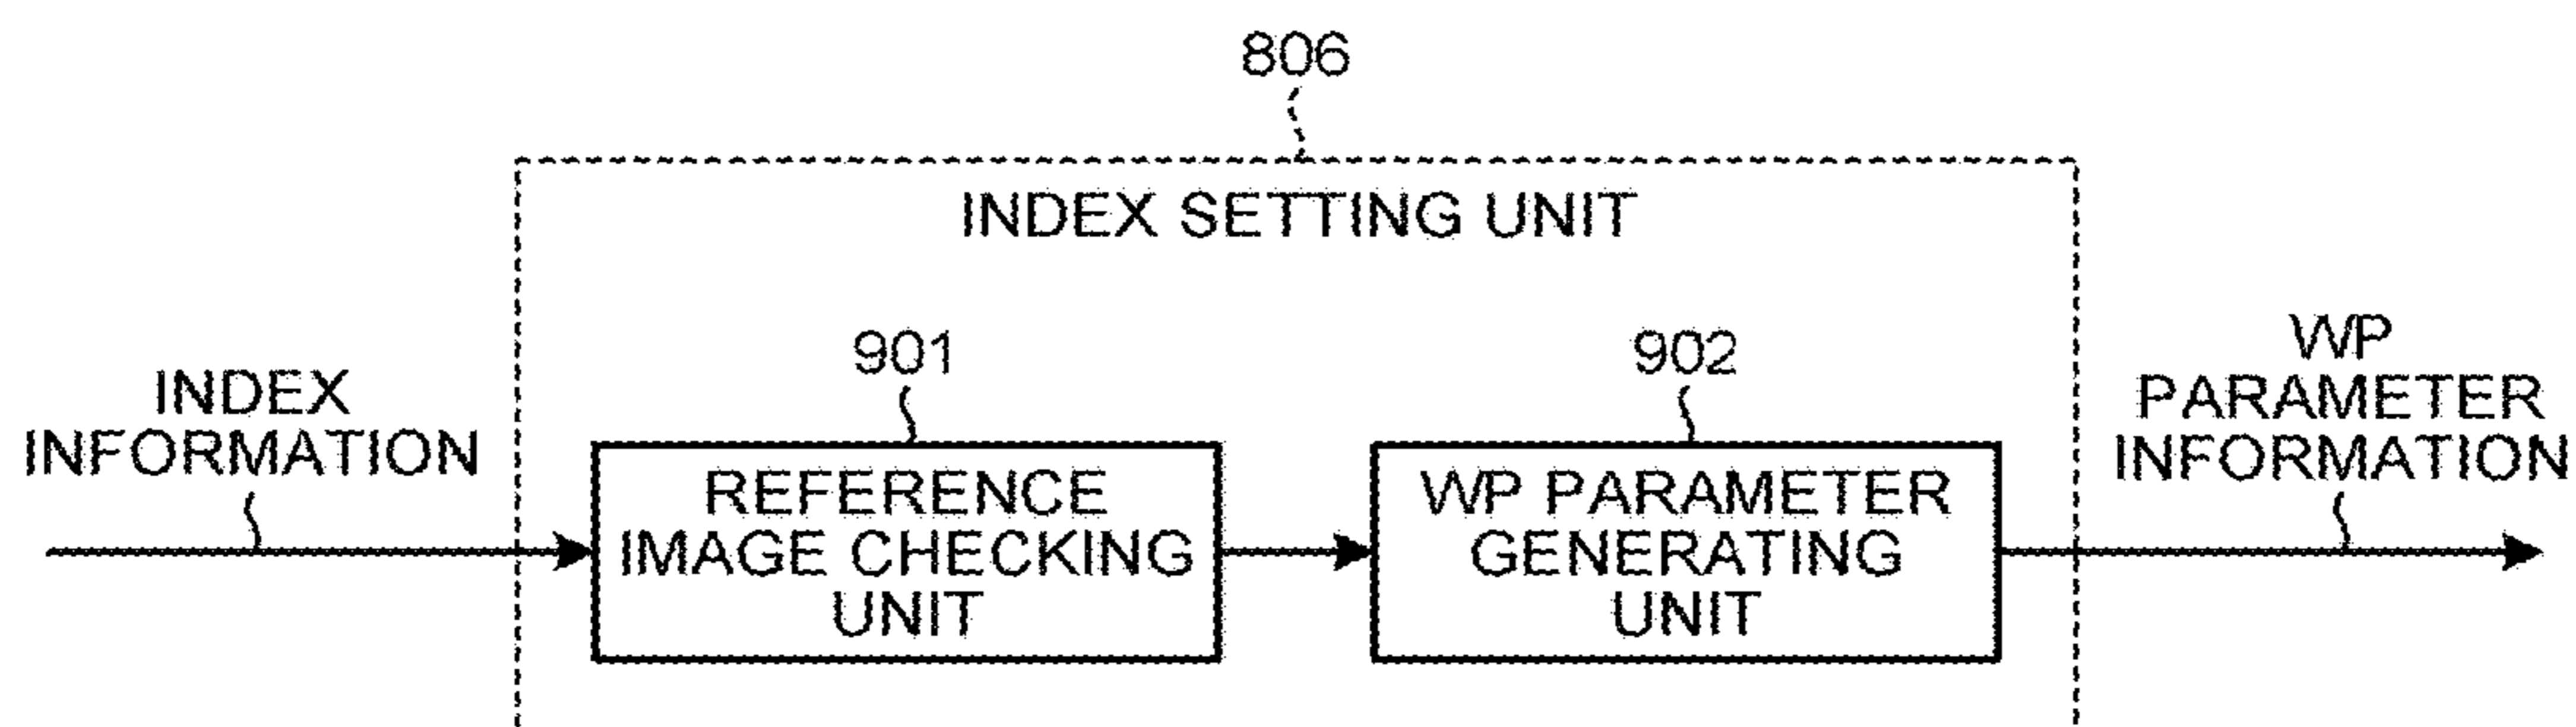 806
INDEX SETTING UNIT
901
902
INDEX
INFORMATION
REFERENCE
IMAGE CHECKING
UNIT
WP PARAMETER
GENERATING
UNIT
WP
PARAMETER
INFORMATION